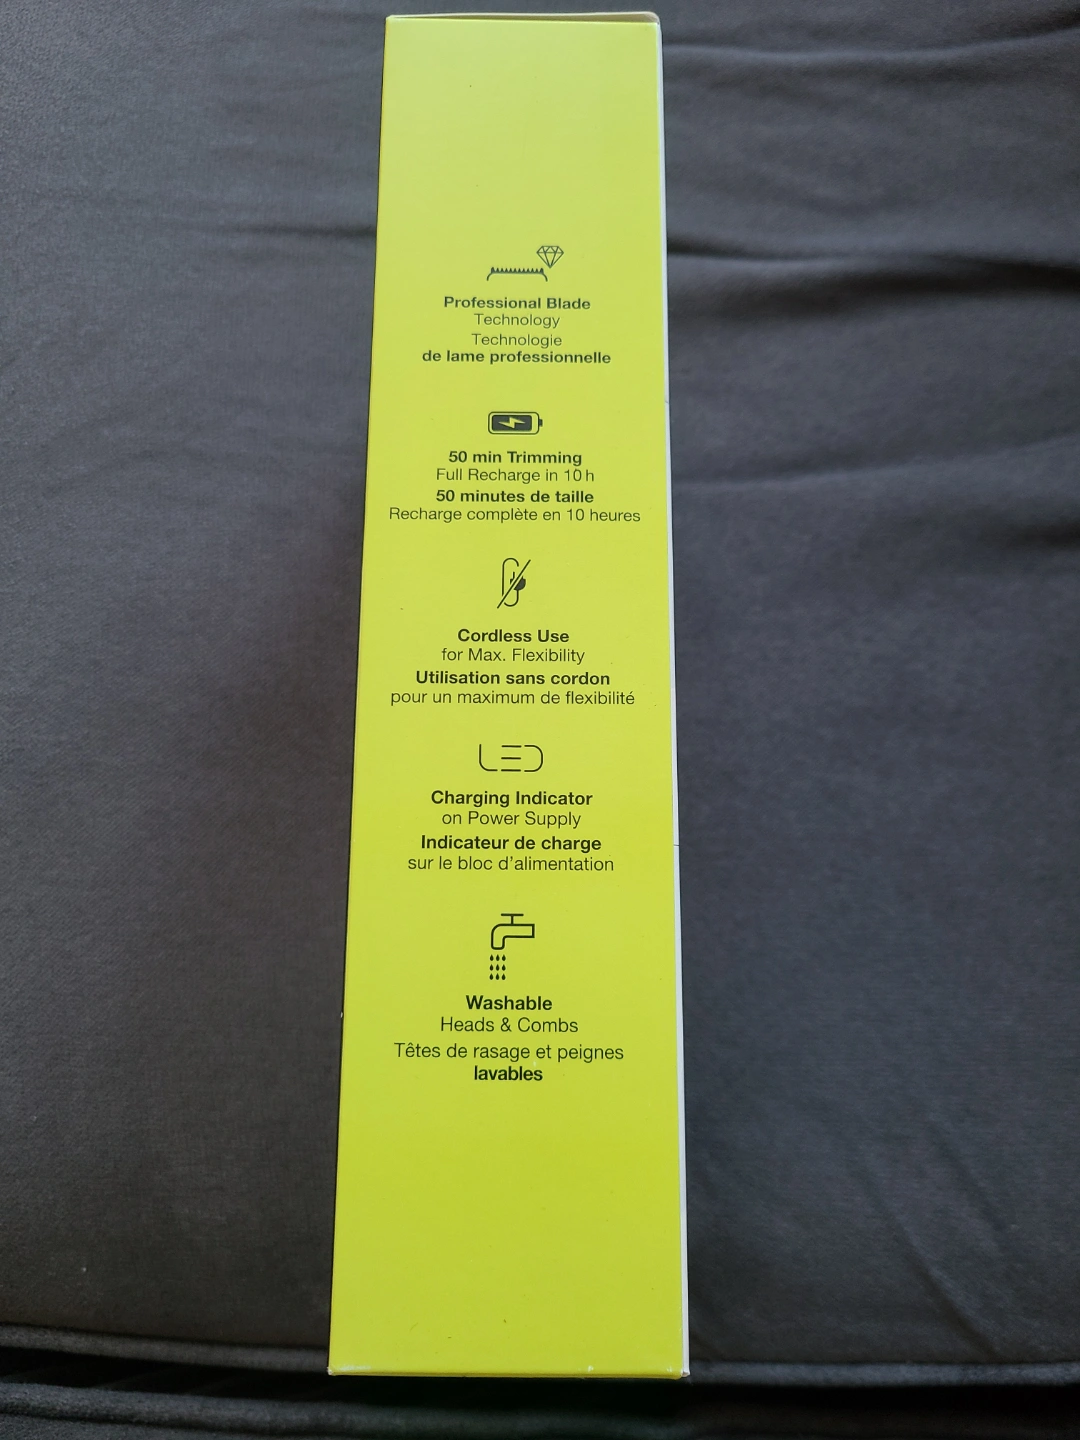 Professional Blade
Technology
Technologie
de lame professionnelle
50 min Trimming
Full Recharge in 10 h
50 minutes de taille
Recharge complète en 10 heures
Cordless Use
for Max. Flexibility
Utilisation sans cordon
pour un maximum de flexibilité
LED
Charging Indicator
on Power Supply
Indicateur de charge
sur le bloc d'alimentation
Washable
Heads & Combs
Têtes de rasage et peignes
lavables